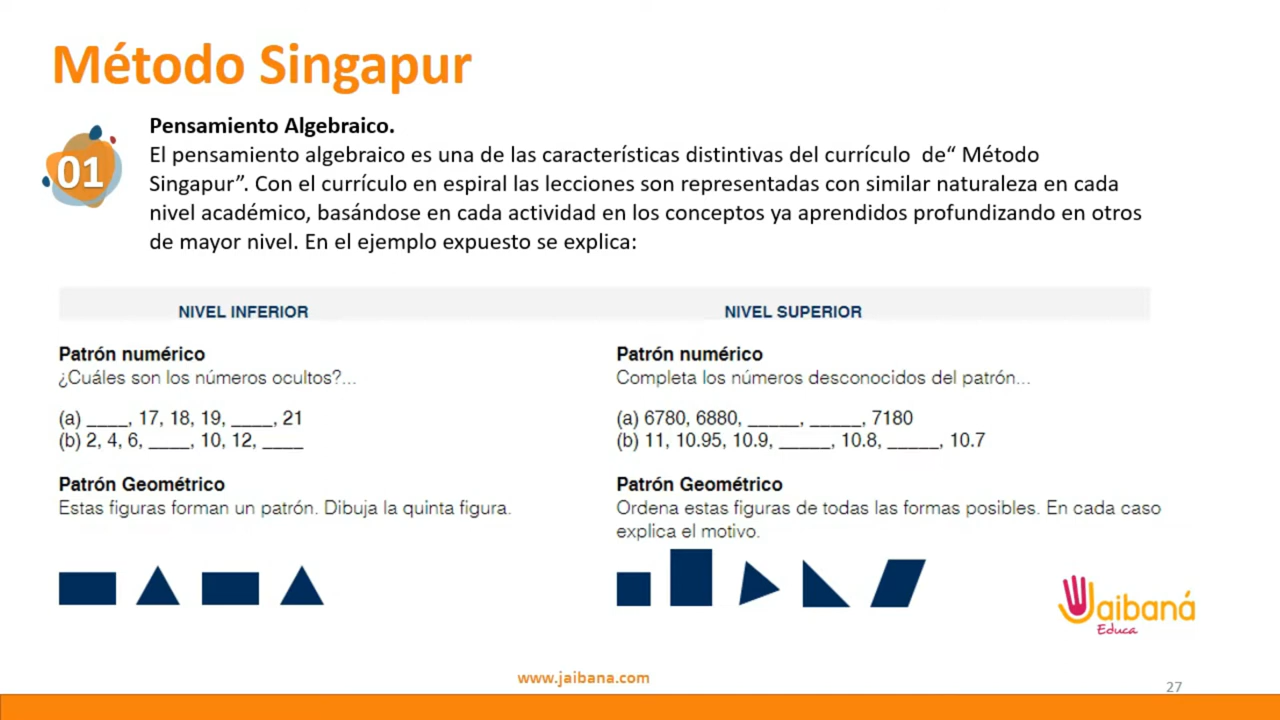 Método Singapur
01
Pensamiento Algebraico.
El pensamiento algebraico es una de las características distintivas del currículo de“ Método
Singapur”. Con el currículo en espiral las lecciones son representadas con similar naturaleza en cada
nivel académico, basándose en cada actividad en los conceptos ya aprendidos profundizando en otros
de mayor nivel. En el ejemplo expuesto se explica:
NIVEL INFERIOR
Patrón numérico
¿Cuáles son los números ocultos?...
(a) ____, 17, 18, 19, ____, 21
(b) 2, 4, 6, ____, 10, 12, ____
Patrón Geométrico
Estas figuras forman un patrón. Dibuja la quinta figura.
NIVEL SUPERIOR
Patrón numérico
Completa los números desconocidos del patrón...
(a) 6780, 6880, _____, _____, 7180
(b) 11, 10.95, 10.9, _____, 10.8, _____, 10.7
Patrón Geométrico
Ordena estas figuras de todas las formas posibles. En cada caso
explica el motivo.
Jaibaná
Educa
www.jaibana.com
27